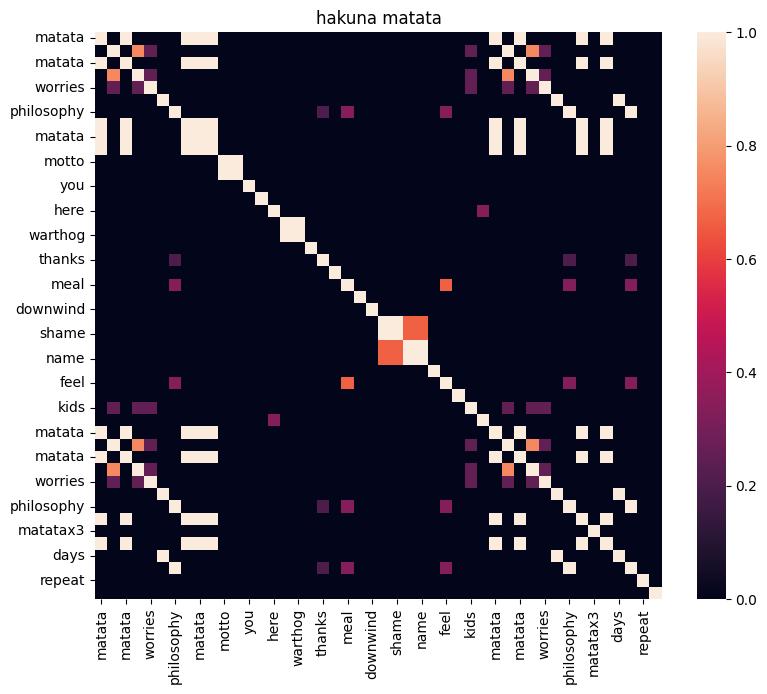 hakuna matata
matata
matata
worries
philosophy
matata
motto
you
here
warthog
thanks
meal
downwind
shame
name
feel
kids
matata
matata
worries
philosophy
matatax3
days
repeat
1.0
0.8
0.6
0.4
0.2
0.0
matata
matata
worries
philosophy
matata
motto
you
here
warthog
thanks
meal
downwind
shame
name
feel
kids
matata
matata
worries
philosophy
matatax3
days
repeat